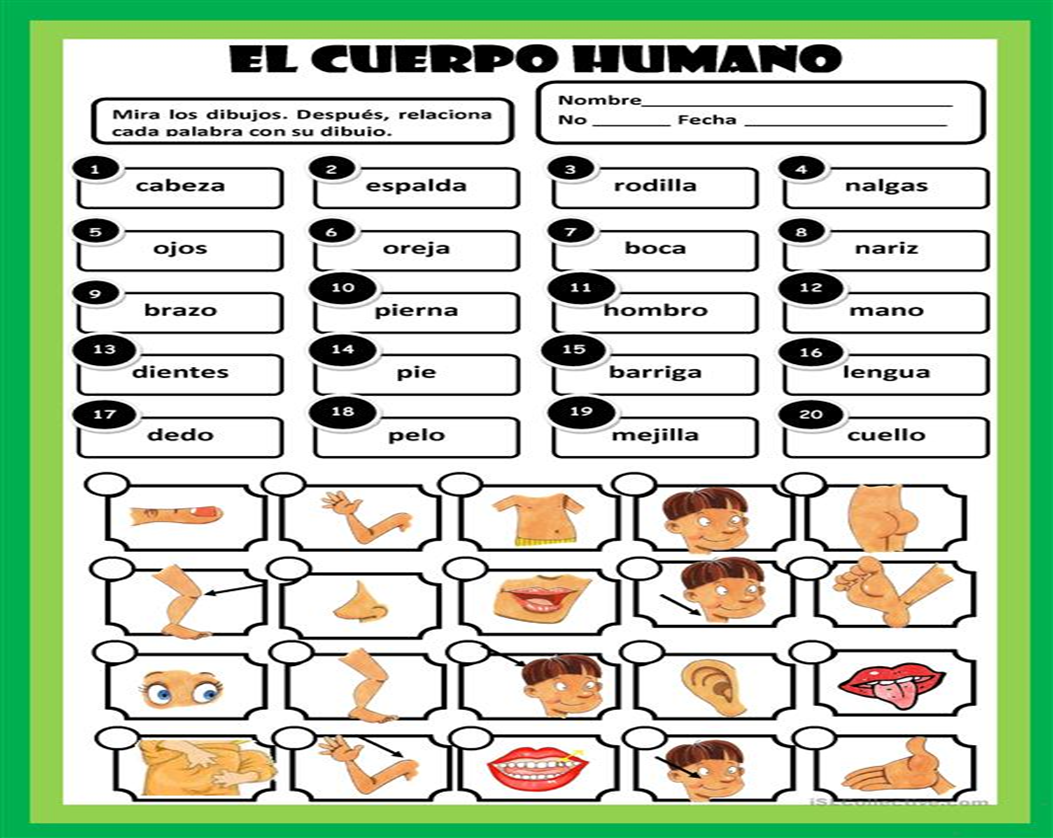 EL CUERPO HUMANO
Mira los dibujos. Después, relaciona
cada palabra con su dibujo.
Nombre
No Fecha
1 cabeza
2 espalda
3 rodilla
4 nalgas
5 ojos
6 oreja
7 boca
8 nariz
9 brazo
10 pierna
11 hombro
12 mano
13 dientes
14 pie
15 barriga
16 lengua
17 dedo
18 pelo
19 mejilla
20 cuello
iSLCollective.com